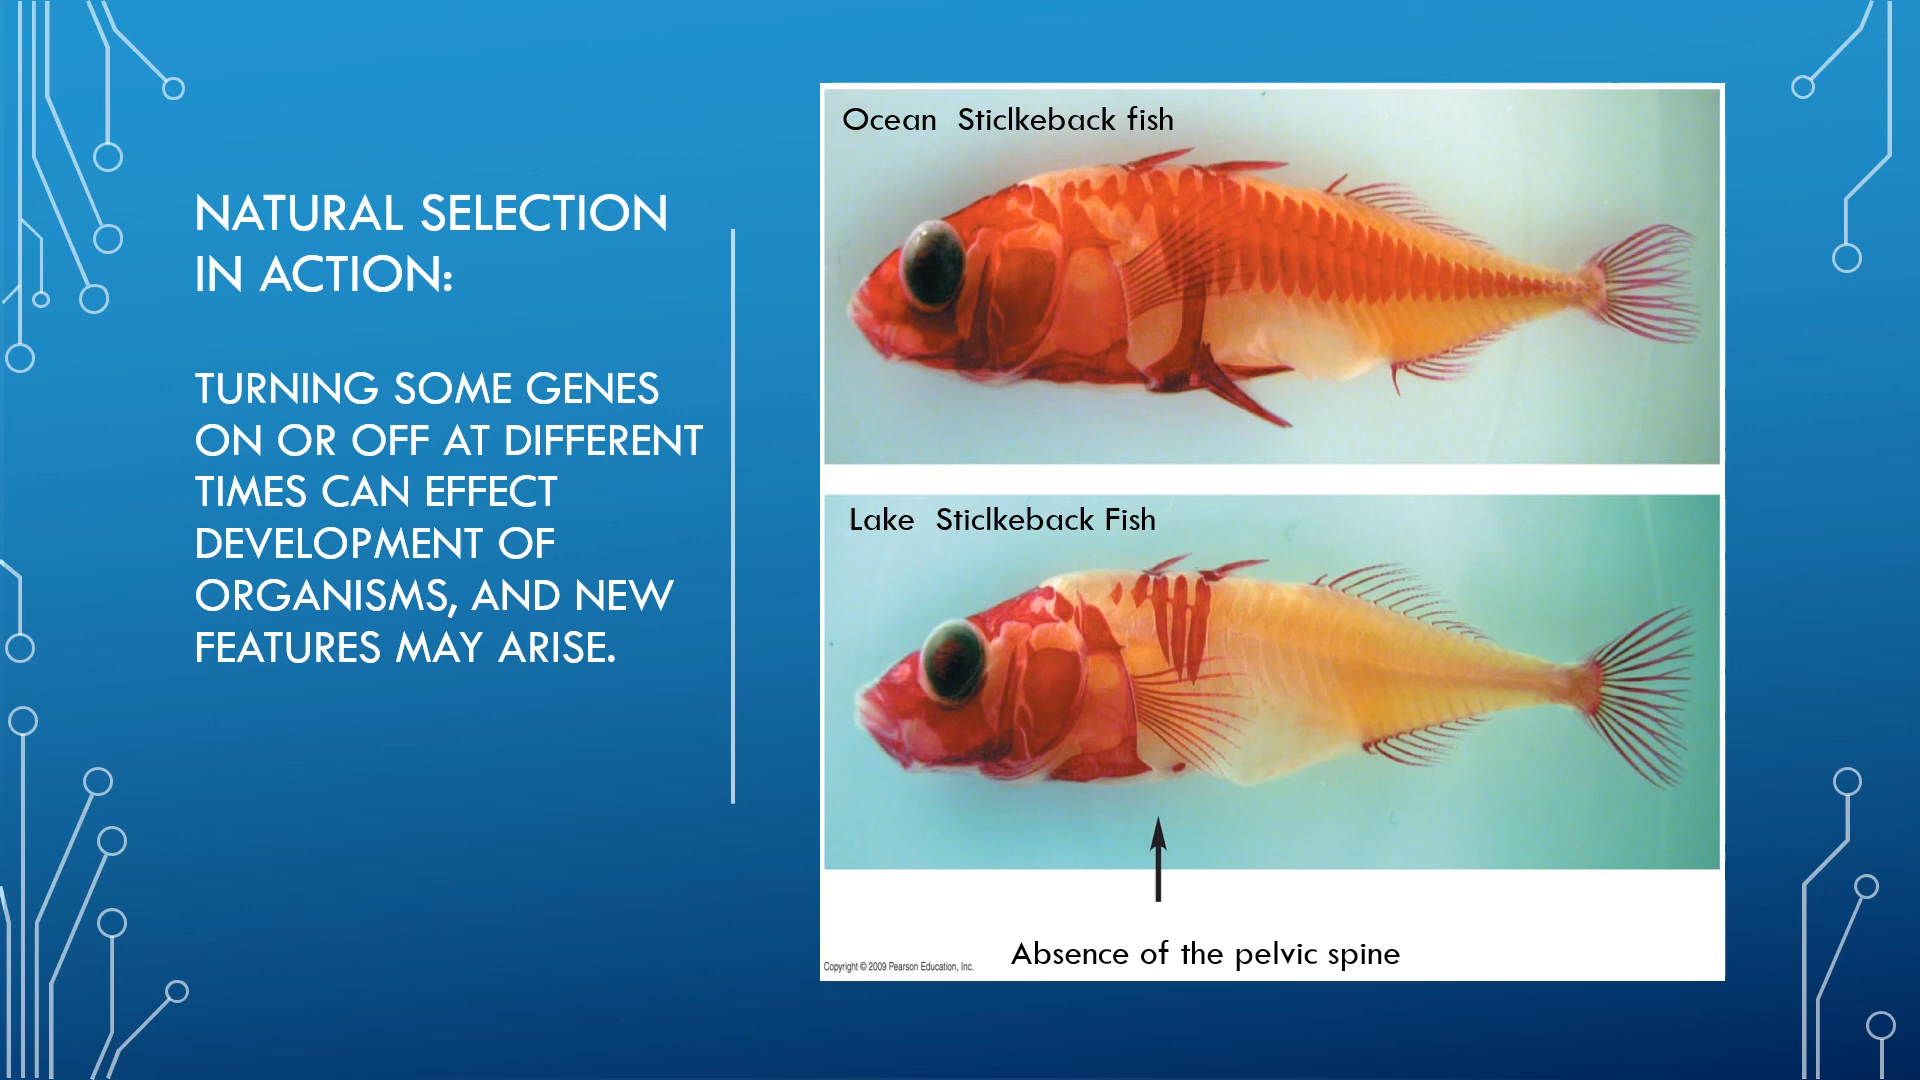 NATURAL SELECTION
IN ACTION:
TURNING SOME GENES
ON OR OFF AT DIFFERENT
TIMES CAN EFFECT
DEVELOPMENT OF
ORGANISMS, AND NEW
FEATURES MAY ARISE.
Ocean Sticlkeback fish
Lake Sticlkeback Fish
Absence of the pelvic spine
Copyright © 2009 Pearson Education, Inc.